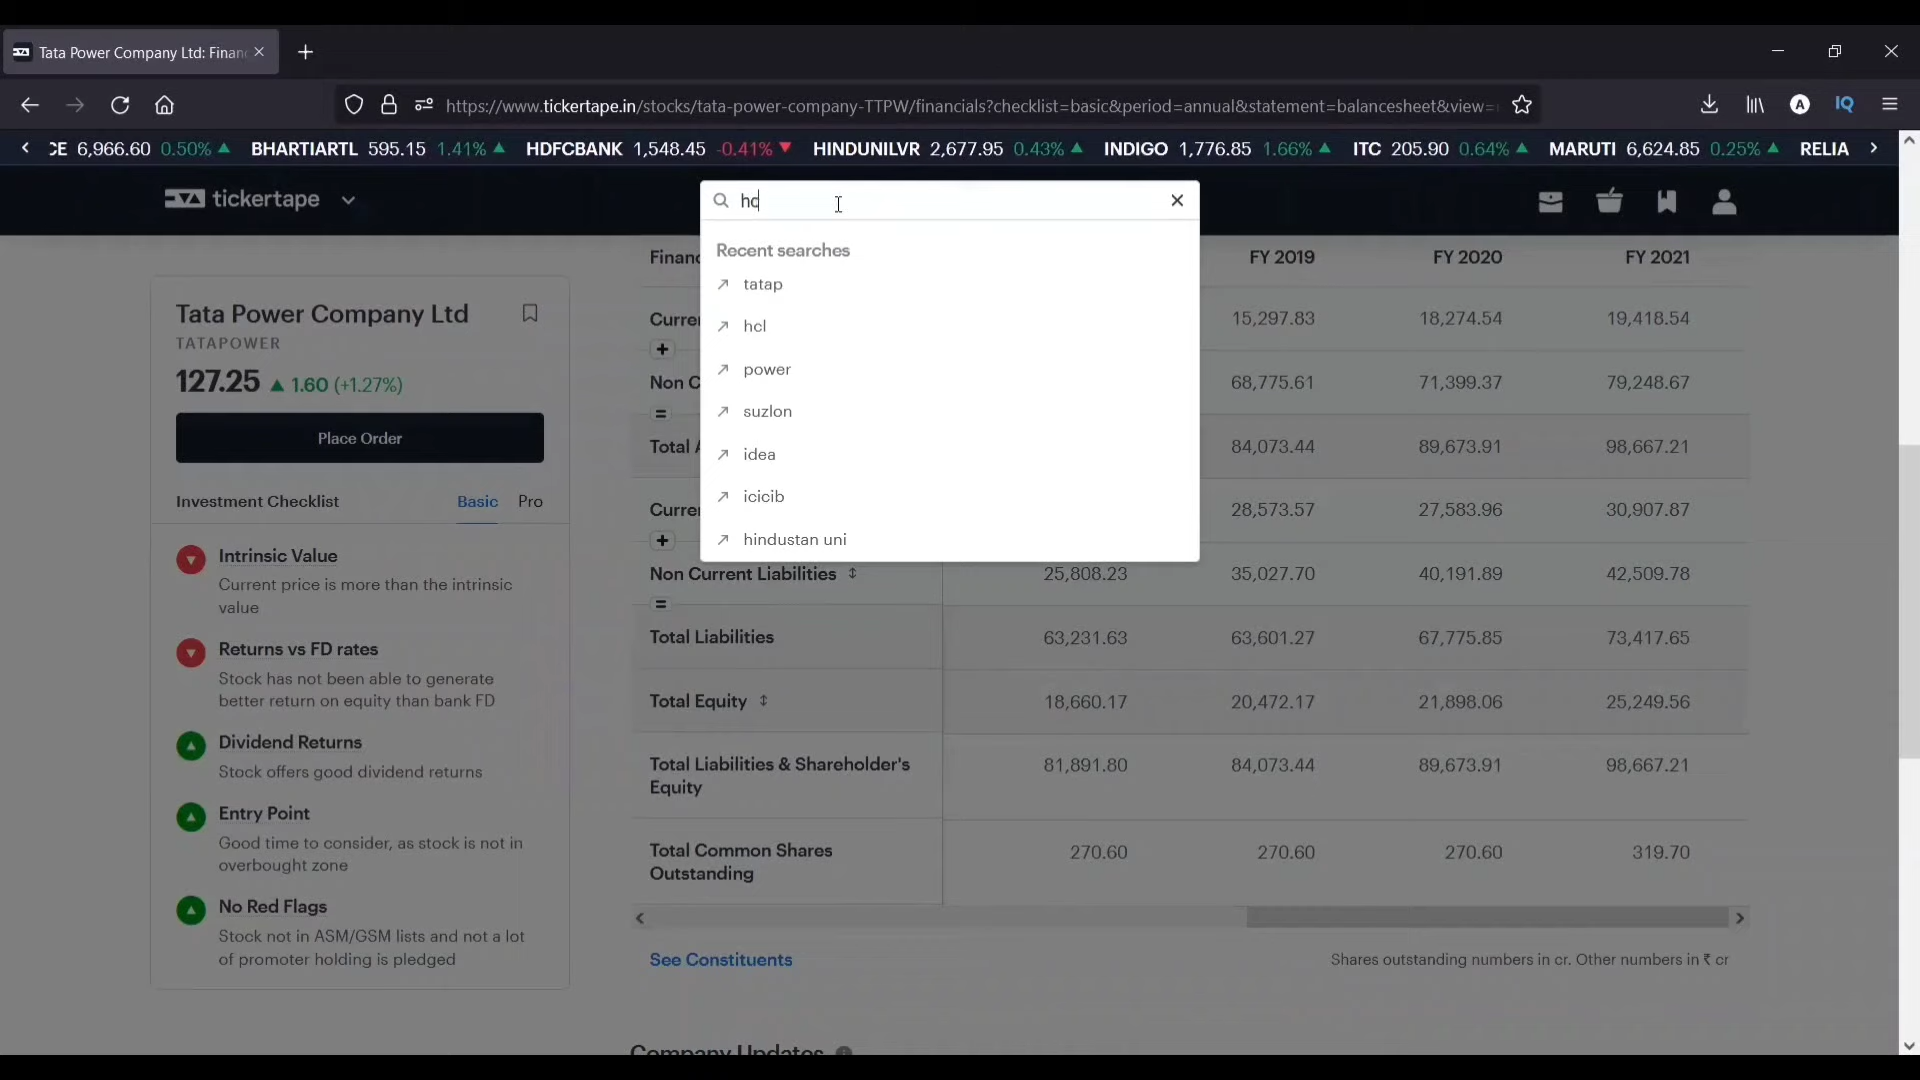 Tata Power Company Ltd: Finan
https://www.tickertape.in/stocks/tata-power-company-TTPW/financials?checklist=basic&period=annual&statement=balancesheet&view=
A
IQ
CE 6,966.60 0.50% ▲ BHARTIARTL 595.15 1.41% ▲ HDFCBANK 1,548.45 -0.41% ▼ HINDUNILVR 2,677.95 0.43% ▲ INDIGO 1,776.85 1.66% ▲ ITC 205.90 0.64% ▲ MARUTI 6,624.85 0.25% ▲ RELIA
tickertape
hc
Recent searches
tatap
hcl
power
suzlon
idea
icicib
hindustan uni
Tata Power Company Ltd
TATAPOWER
127.25 ▲ 1.60 (+1.27%)
Place Order
Investment Checklist Basic Pro
Intrinsic Value
Current price is more than the intrinsic
value
Returns vs FD rates
Stock has not been able to generate
better return on equity than bank FD
Dividend Returns
Stock offers good dividend returns
Entry Point
Good time to consider, as stock is not in
overbought zone
No Red Flags
Stock not in ASM/GSM lists and not a lot
of promoter holding is pledged
Financ FY 2019 FY 2020 FY 2021
Curre 15,297.83 18,274.54 19,418.54
Non C 68,775.61 71,399.37 79,248.67
Total A 84,073.44 89,673.91 98,667.21
Curre 28,573.57 27,583.96 30,907.87
Non Current Liabilities 25,808.23 35,027.70 40,191.89 42,509.78
Total Liabilities 63,231.63 63,601.27 67,775.85 73,417.65
Total Equity 18,660.17 20,472.17 21,898.06 25,249.56
Total Liabilities & Shareholder's 81,891.80 84,073.44 89,673.91 98,667.21
Equity
Total Common Shares 270.60 270.60 270.60 319.70
Outstanding
See Constituents Shares outstanding numbers in cr. Other numbers in ₹ cr
Company Updates